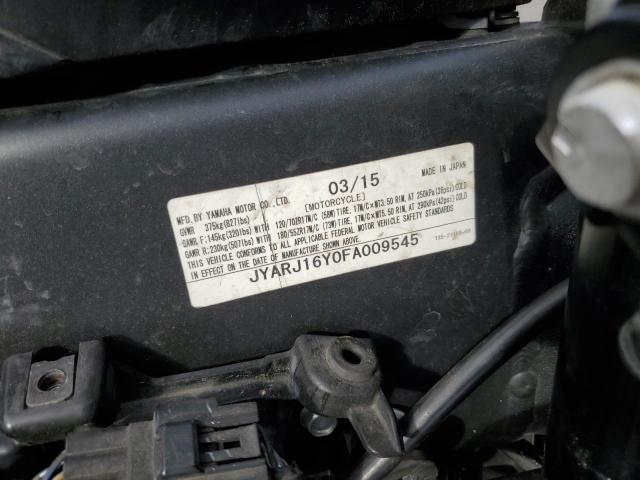 MFD. BY YAMAHA MOTOR CO., LTD. 03/15 MADE IN JAPAN
GVWR 375kg(827lbs) [MOTORCYCLE]
GAWR F:145kg(320lbs)WITH 120/70ZR17M/C (58W)TIRE, 17M/C×MT3.50 RIM, AT 250kPa(36psi)COLD
GAWR R:230kg(507lbs)WITH 180/55ZR17M/C (73W)TIRE, 17M/C×MT5.50 RIM, AT 290kPa(42psi)COLD
THIS VEHICLE CONFORMS TO ALL APPLICABLE FEDERAL MOTOR VEHICLE SAFETY STANDARDS
IN EFFECT ON THE DATE OF MANUFACTURE SHOWN ABOVE.
JYARJ16Y0FA009545